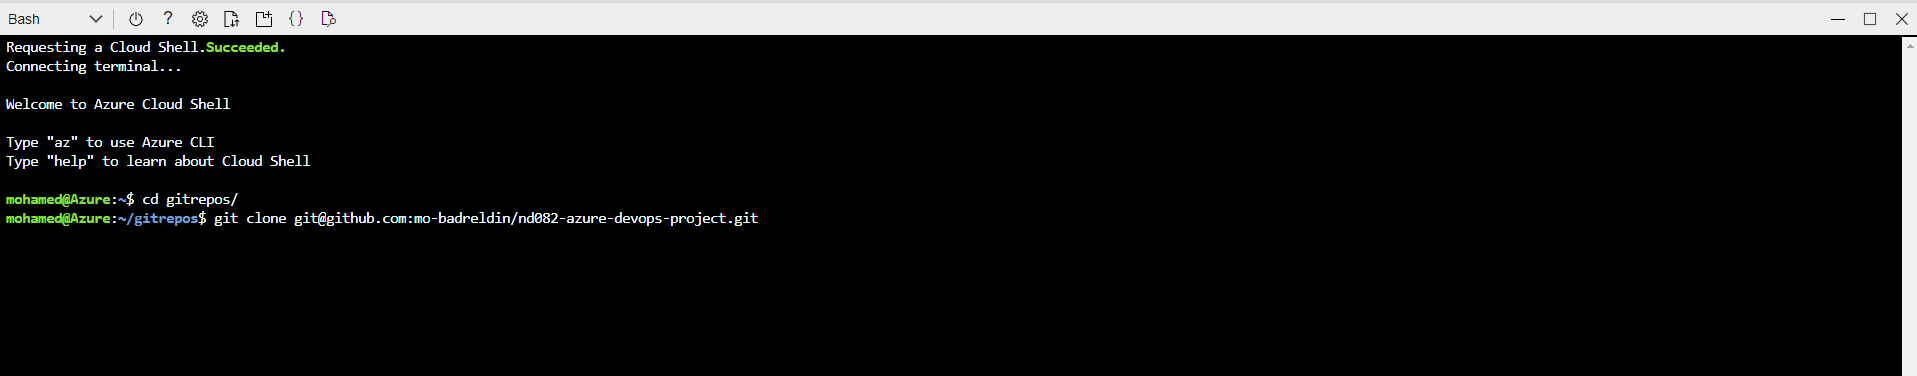 Bash
?
{}
Requesting a Cloud Shell.Succeeded.
Connecting terminal...
Welcome to Azure Cloud Shell
Type "az" to use Azure CLI
Type "help" to learn about Cloud Shell
mohamed@Azure:~$ cd gitrepos/
mohamed@Azure:~/gitrepos$ git clone git@github.com:mo-badreldin/nd082-azure-devops-project.git